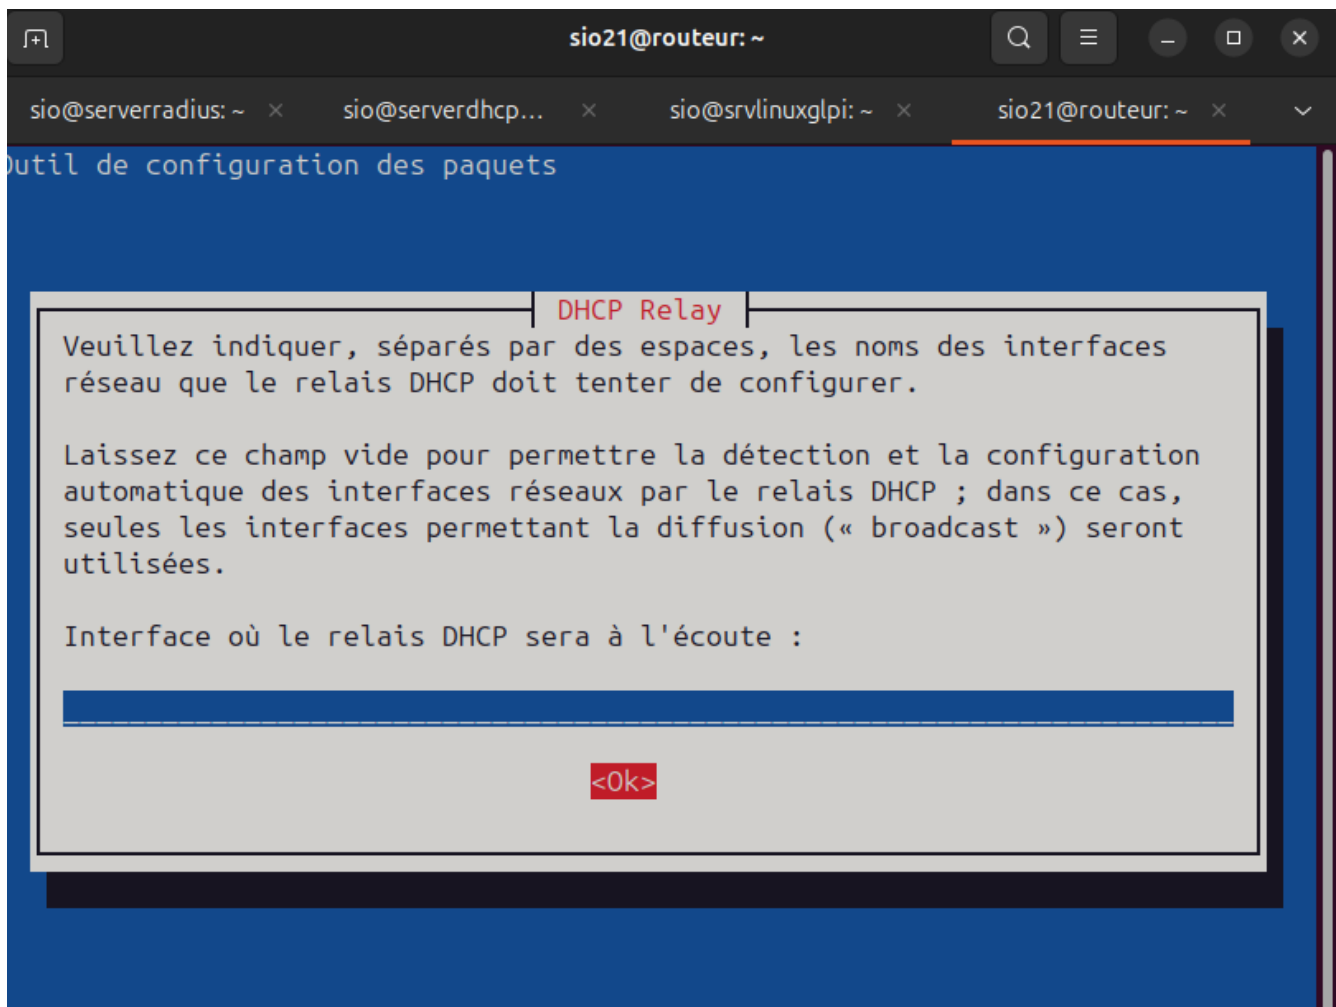 sio21@routeur: ~
sio@serverradius: ~
sio@serverdhcp...
sio@srvlinuxglpi: ~
sio21@routeur: ~
Outil de configuration des paquets
DHCP Relay
Veuillez indiquer, séparés par des espaces, les noms des interfaces
réseau que le relais DHCP doit tenter de configurer.
Laissez ce champ vide pour permettre la détection et la configuration
automatique des interfaces réseaux par le relais DHCP ; dans ce cas,
seules les interfaces permettant la diffusion (« broadcast ») seront
utilisées.
Interface où le relais DHCP sera à l'écoute :
<Ok>